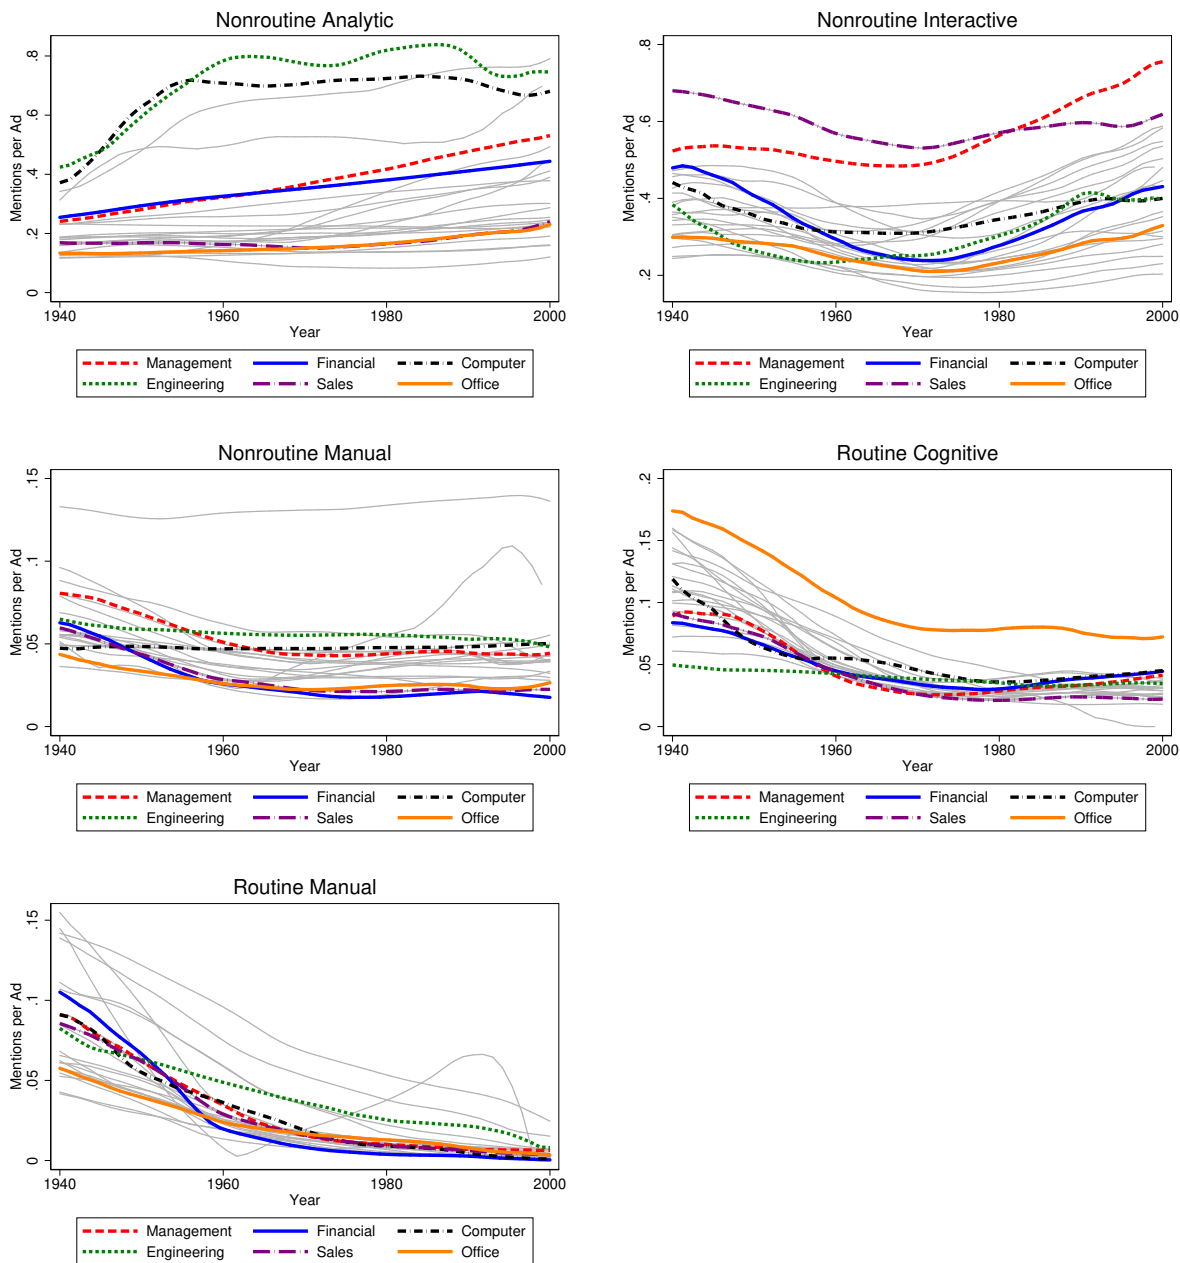 Nonroutine Analytic
Mentions per Ad
0 .2 .4 .6 .8
1940 1960 1980 2000
Year
Management Financial Computer
Engineering Sales Office
Nonroutine Interactive
Mentions per Ad
.2 .4 .6 .8
1940 1960 1980 2000
Year
Management Financial Computer
Engineering Sales Office
Nonroutine Manual
Mentions per Ad
0 .05 .1 .15
1940 1960 1980 2000
Year
Management Financial Computer
Engineering Sales Office
Routine Cognitive
Mentions per Ad
0 .05 .1 .15 .2
1940 1960 1980 2000
Year
Management Financial Computer
Engineering Sales Office
Routine Manual
Mentions per Ad
0 .05 .1 .15
1940 1960 1980 2000
Year
Management Financial Computer
Engineering Sales Office